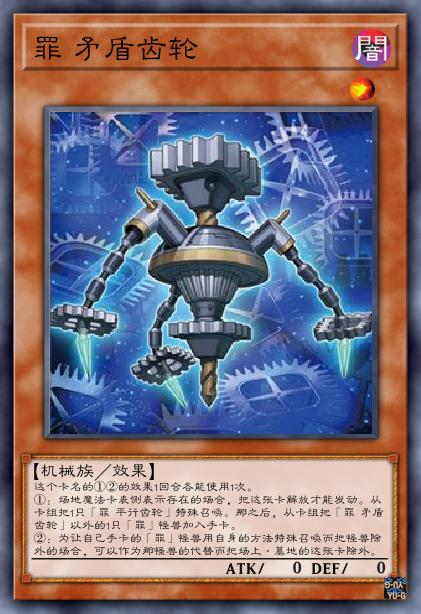 罪 矛盾齿轮
闇
【机械族／效果】
这个卡名的①②的效果1回合各能使用1次。
①：场地魔法卡表侧表示存在的场合，把这张卡解放才能发动。从
卡组把1只「罪 平行齿轮」特殊召唤。那之后，从卡组把「罪 矛盾
齿轮」以外的1只「罪」怪兽加入手卡。
②：为让自己手卡的「罪」怪兽用自身的方法特殊召唤而把怪兽除
外的场合，可以作为那怪兽的代替而把场上·墓地的这张卡除外。
ATK/ 0 DEF/ 0